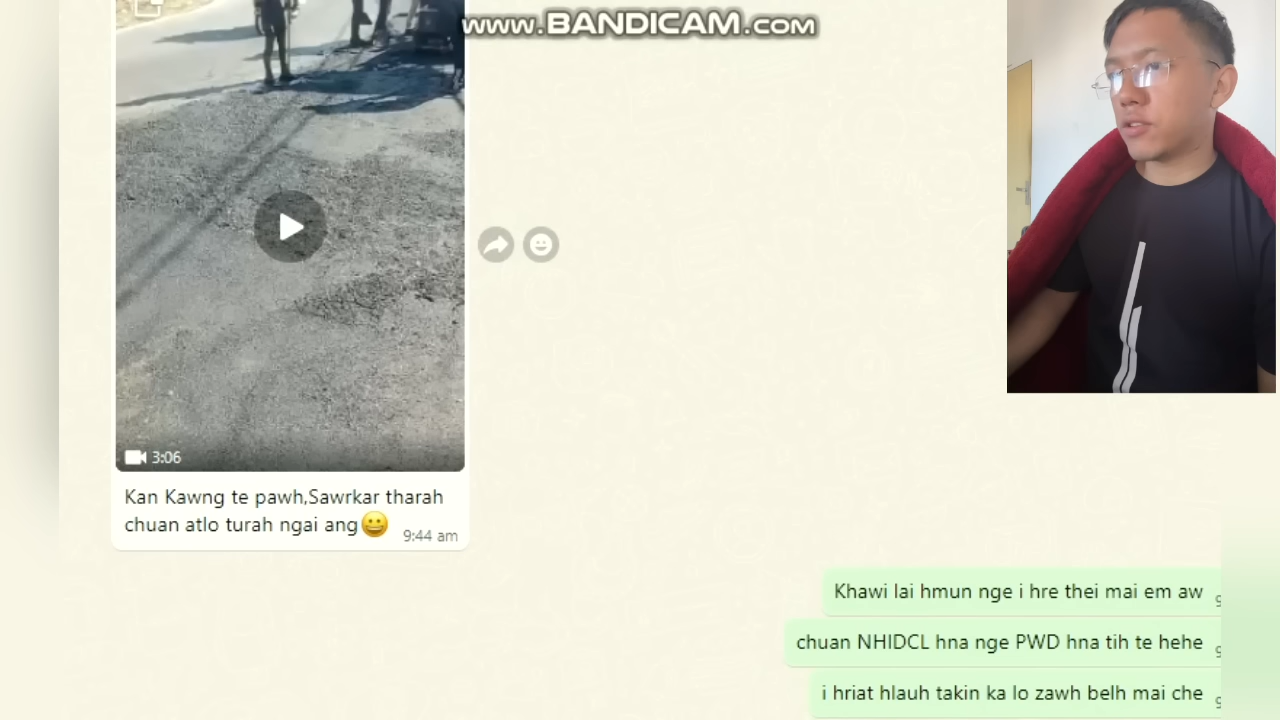 www.BANDICAM.com
3:06
Kan Kawng te pawh,Sawrkar tharah
chuan atlo turah ngai ang😀
9:44 am
Khawi lai hmun nge i hre thei mai em aw
chuan NHIDCL hna nge PWD hna tih te hehe
i hriat hlauh takin ka lo zawh belh mai che